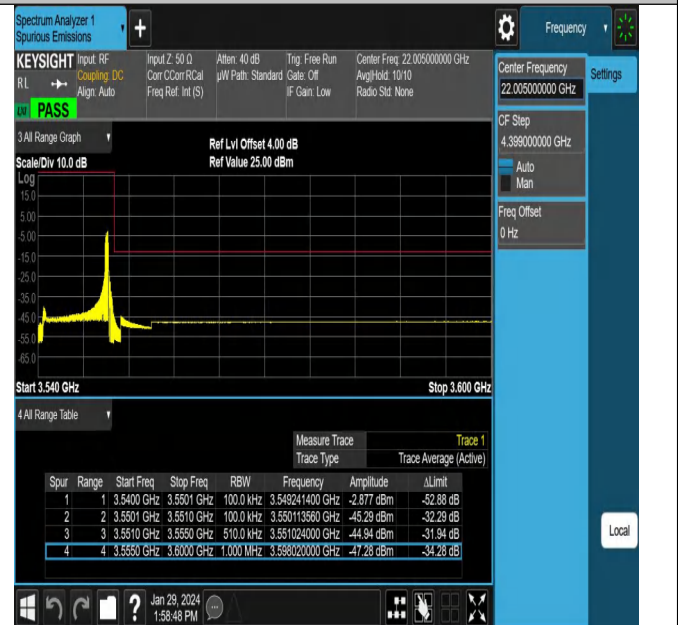 Spectrum Analyzer 1
Spurious Emissions
+
Frequency
KEYSIGHT
Input: RF
Input Z: 50 Ω
Atten: 40 dB
Trig: Free Run
Center Freq: 22.005000000 GHz
RL
Coupling: DC
Corr CCorr RCal
µW Path: Standard
Gate: Off
Avg|Hold: 10/10
Align: Auto
Freq Ref: Int (S)
IF Gain: Low
Radio Std: None
PASS
Center Frequency
22.005000000 GHz
Settings
CF Step
4.399000000 GHz
Auto
Man
Freq Offset
0 Hz
3 All Range Graph
Ref Lvl Offset 4.00 dB
Scale/Div 10.0 dB
Ref Value 25.00 dBm
Log
15.0
5.00
-5.00
-15.0
-25.0
-35.0
-45.0
-55.0
-65.0
Start 3.540 GHz
Stop 3.600 GHz
4 All Range Table
Measure Trace Trace 1
Trace Type Trace Average (Active)
Spur Range Start Freq Stop Freq RBW Frequency Amplitude ΔLimit
1 1 3.5400 GHz 3.5501 GHz 100.0 kHz 3.549241400 GHz -2.877 dBm -52.88 dB
2 2 3.5501 GHz 3.5510 GHz 100.0 kHz 3.550113560 GHz -45.29 dBm -32.29 dB
3 3 3.5510 GHz 3.5550 GHz 510.0 kHz 3.551024000 GHz -44.94 dBm -31.94 dB
4 4 3.5550 GHz 3.6000 GHz 1.000 MHz 3.598020000 GHz -47.28 dBm -34.28 dB
Local
?
Jan 29, 2024
1:58:48 PM